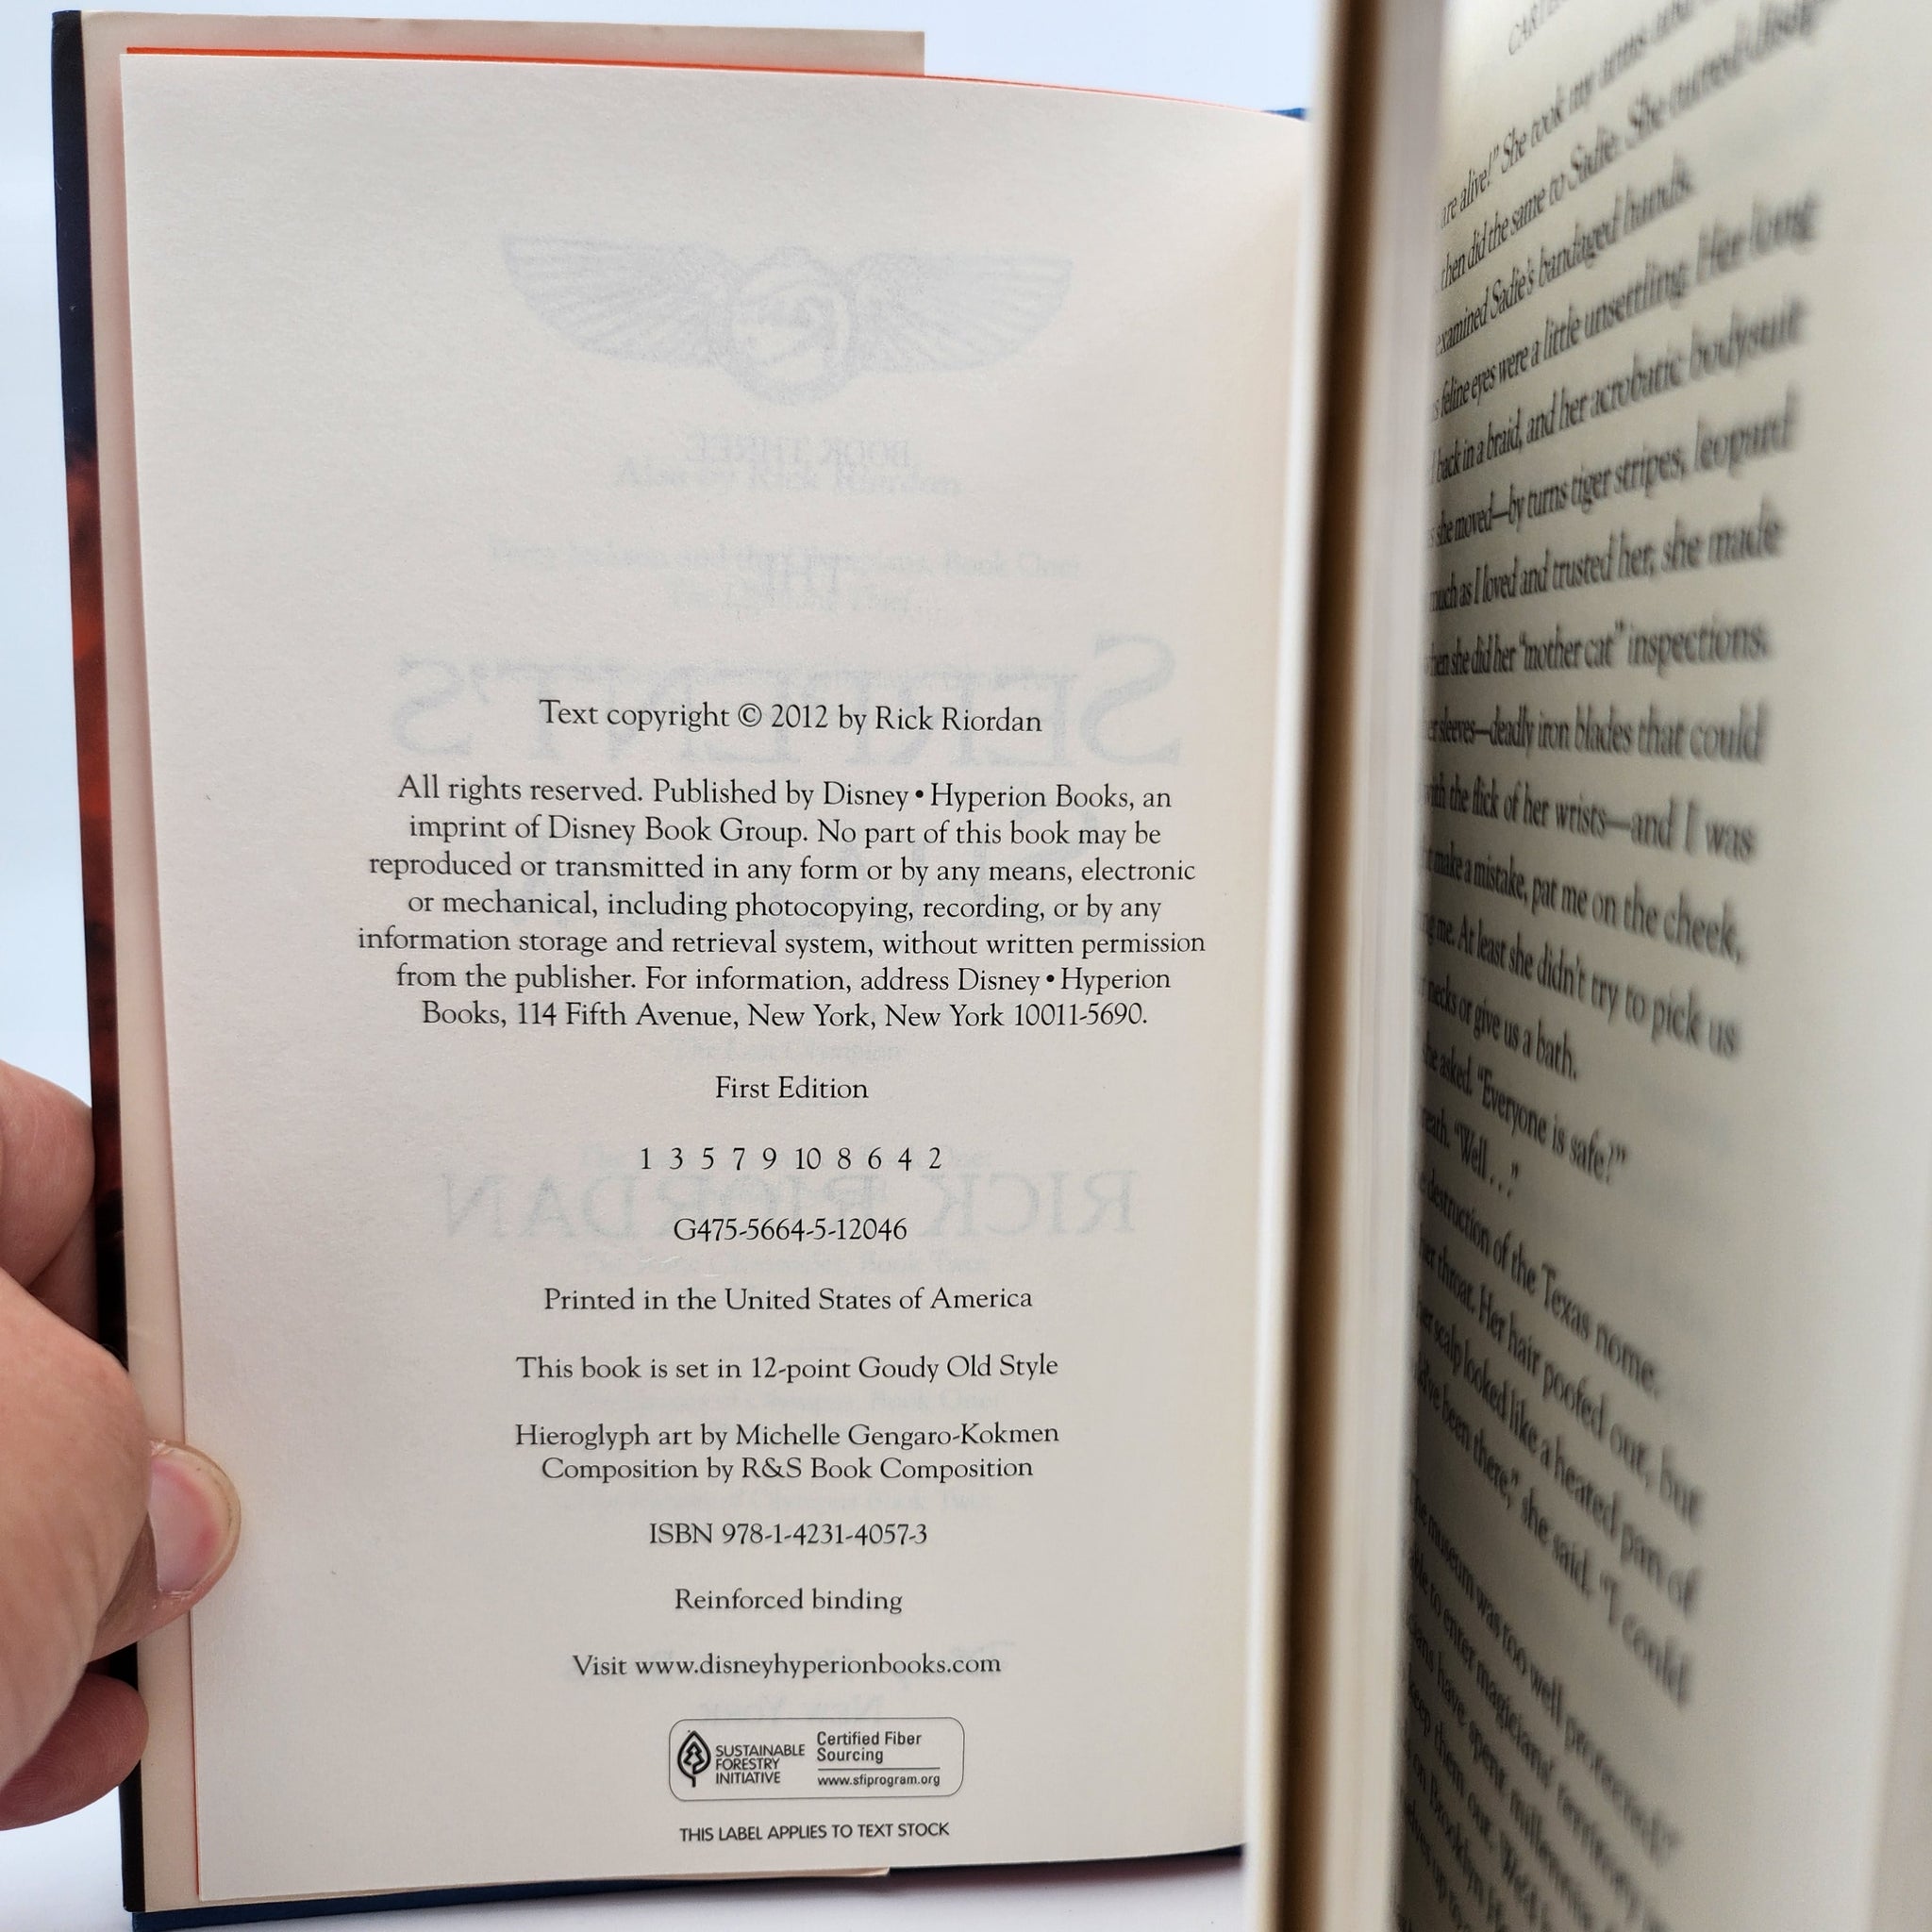 Text copyright © 2012 by Rick Riordan
All rights reserved. Published by Disney • Hyperion Books, an
imprint of Disney Book Group. No part of this book may be
reproduced or transmitted in any form or by any means, electronic
or mechanical, including photocopying, recording, or by any
information storage and retrieval system, without written permission
from the publisher. For information, address Disney • Hyperion
Books, 114 Fifth Avenue, New York, New York 10011-5690.
First Edition
1 3 5 7 9 10 8 6 4 2
G475-5664-5-12046
Printed in the United States of America
This book is set in 12-point Goudy Old Style
Hieroglyph art by Michelle Gengaro-Kokmen
Composition by R&S Book Composition
ISBN 978-1-4231-4057-3
Reinforced binding
Visit www.disneyhyperionbooks.com
SUSTAINABLE
FORESTRY
INITIATIVE
Certified Fiber
Sourcing
www.sfiprogram.org
THIS LABEL APPLIES TO TEXT STOCK
are alive!" She took my arms
then did the same to Sadie. She
examined Sadie's bandaged hands.
feline eyes were a little unsettling. Her long
back in a braid, and her acrobatic bodysuit
she moved—by turns tiger stripes, leopard
much as I loved and trusted her, she made
when she did her "mother cat" inspections.
sleeves—deadly iron blades that could
with the flick of her wrists—and I was
make a mistake, pat me on the cheek,
me. At least she didn't try to pick us
necks or give us a bath.
she asked. "Everyone is safe?"
"Well . . ."
destruction of the Texas nome.
her throat. Her hair poofed out, but
scalp looked like a heated pan of
been there," she said. "I could
museum was too well protected?"
to enter magicians' territory
have spent millennia
keep them out.
on Brooklyn